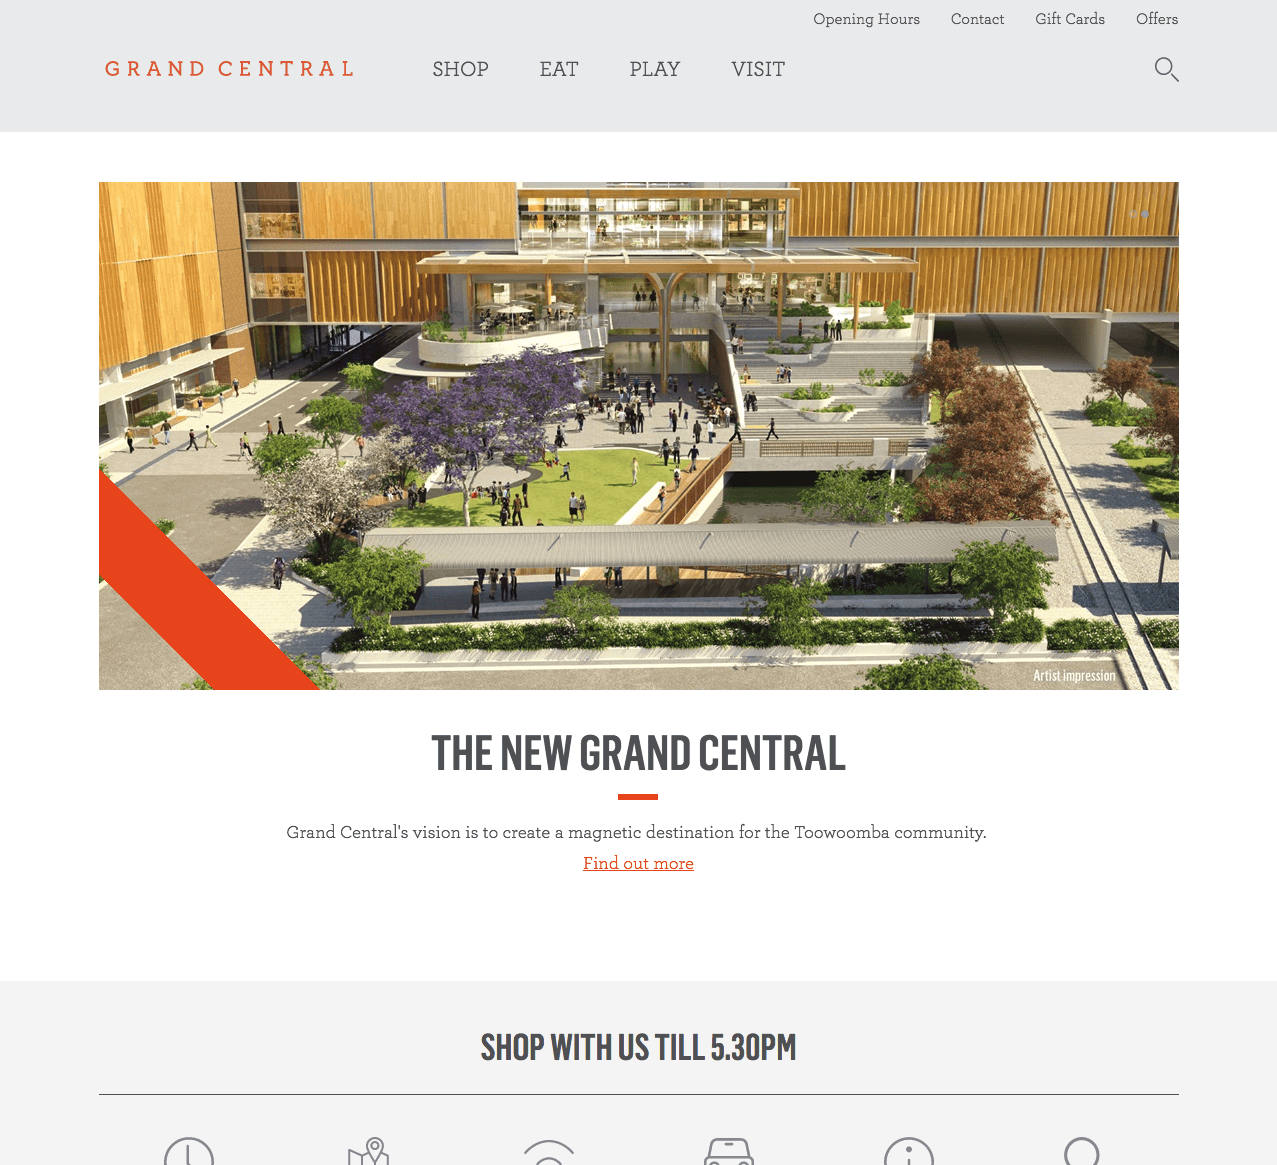 Opening Hours Contact Gift Cards Offers
GRAND CENTRAL SHOP EAT PLAY VISIT
Artist impression
THE NEW GRAND CENTRAL
Grand Central's vision is to create a magnetic destination for the Toowoomba community.
Find out more
SHOP WITH US TILL 5.30PM